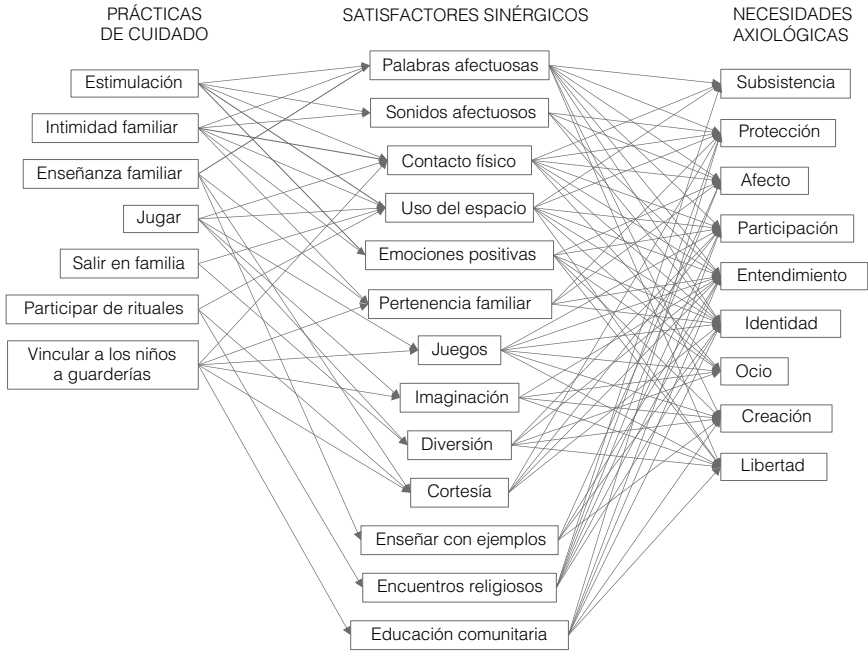 PRÁCTICAS
DE CUIDADO
Estimulación
Intimidad familiar
Enseñanza familiar
Jugar
Salir en familia
Participar de rituales
Vincular a los niños
a guarderías
SATISFACTORES SINÉRGICOS
Palabras afectuosas
Sonidos afectuosos
Contacto físico
Uso del espacio
Emociones positivas
Pertenencia familiar
Juegos
Imaginación
Diversión
Cortesía
Enseñar con ejemplos
Encuentros religiosos
Educación comunitaria
NECESIDADES
AXIOLÓGICAS
Subsistencia
Protección
Afecto
Participación
Entendimiento
Identidad
Ocio
Creación
Libertad